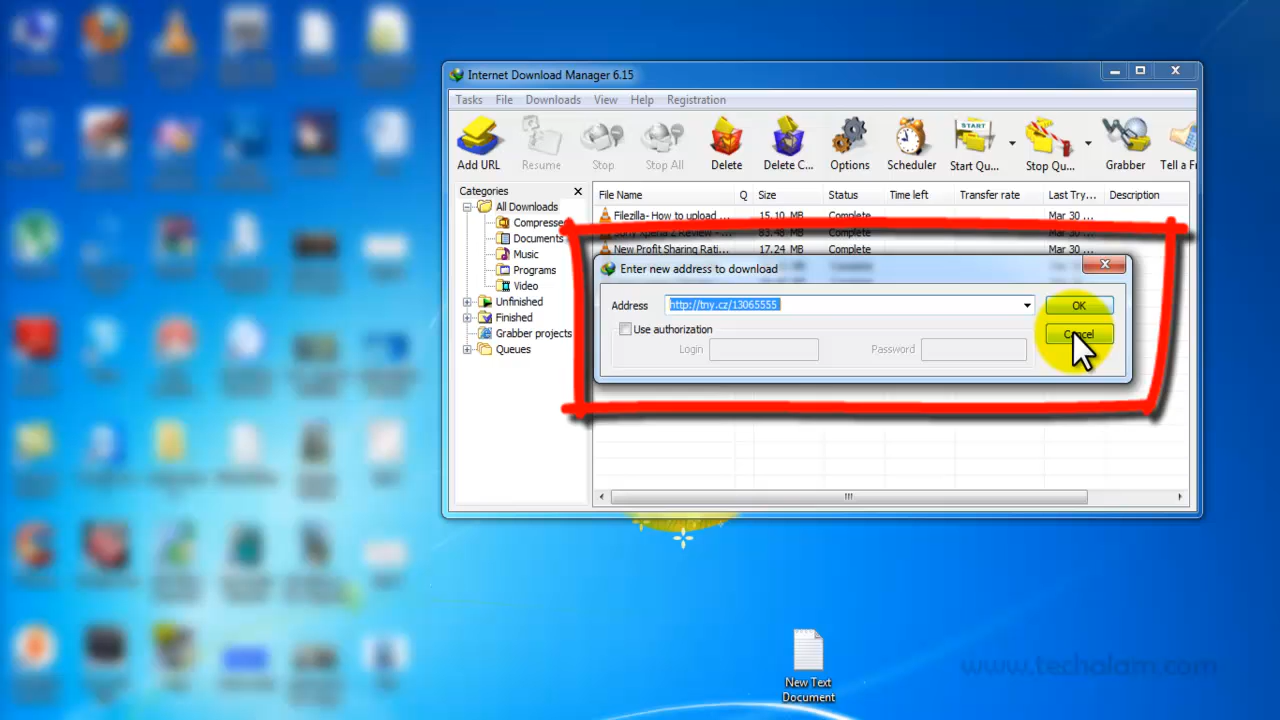 Internet Download Manager 6.15
Tasks File Downloads View Help Registration
Add URL Resume Stop Stop All Delete Delete C... Options Scheduler Start Qu... Stop Qu... Grabber Tell a Fr
Categories
File Name Q Size Status Time left Transfer rate Last Try... Description
All Downloads
Compresse
Documents
Music
Programs
Video
Unfinished
Finished
Grabber projects
Queues
Filezilla- How to upload ... 15.10 MB Complete Mar 30 ...
Sony Xperia Z Review - ... 83.48 MB Complete Mar 30 ...
New Profit Sharing Rati... 17.24 MB Complete Mar 30 ...
Enter new address to download
Address http://tny.cz/13065555 OK
Use authorization Cancel
Login Password
New Text
Document
www.techalam.com